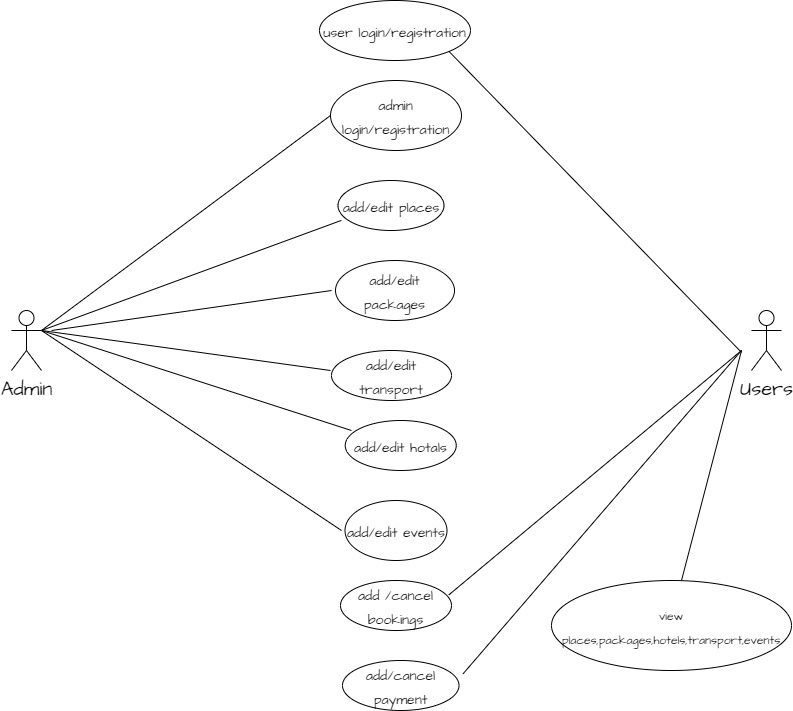 user login/registration
admin
login/registration
add/edit places
add/edit
packages
add/edit
transport
Admin
Users
add/edit hotals
add/edit events
add /cancel
bookings
view
places,packages,hotels,transport,events
add/cancel
payment